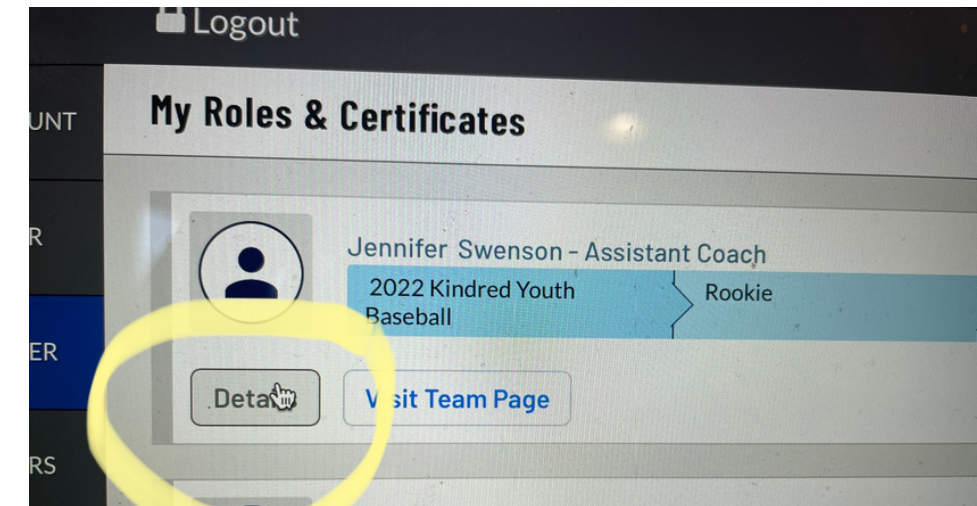 Logout
UNT
My Roles & Certificates
R
Jennifer Swenson - Assistant Coach
2022 Kindred Youth
Baseball
Rookie
ER
Visit Team Page
RS